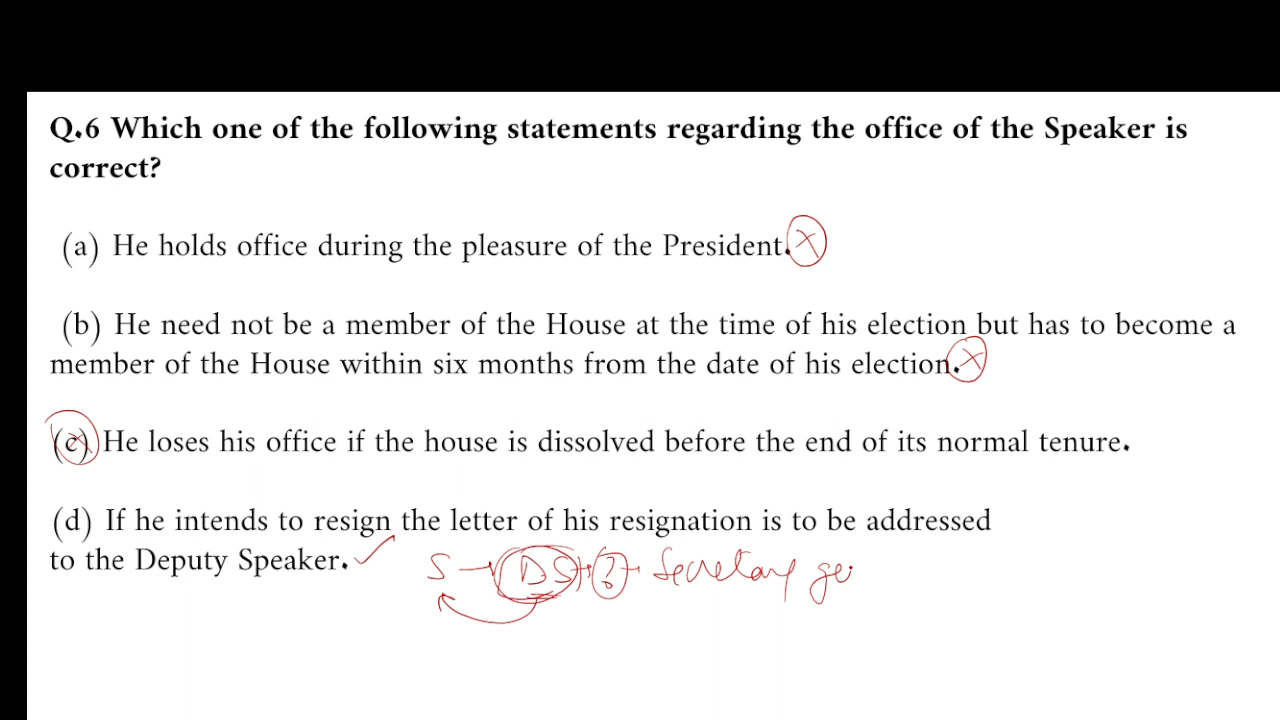 Q.6 Which one of the following statements regarding the office of the Speaker is
correct?
(a) He holds office during the pleasure of the President.
(b) He need not be a member of the House at the time of his election but has to become a
member of the House within six months from the date of his election.
(c) He loses his office if the house is dissolved before the end of its normal tenure.
(d) If he intends to resign the letter of his resignation is to be addressed
to the Deputy Speaker.
S → DS + ? → Secretary ge